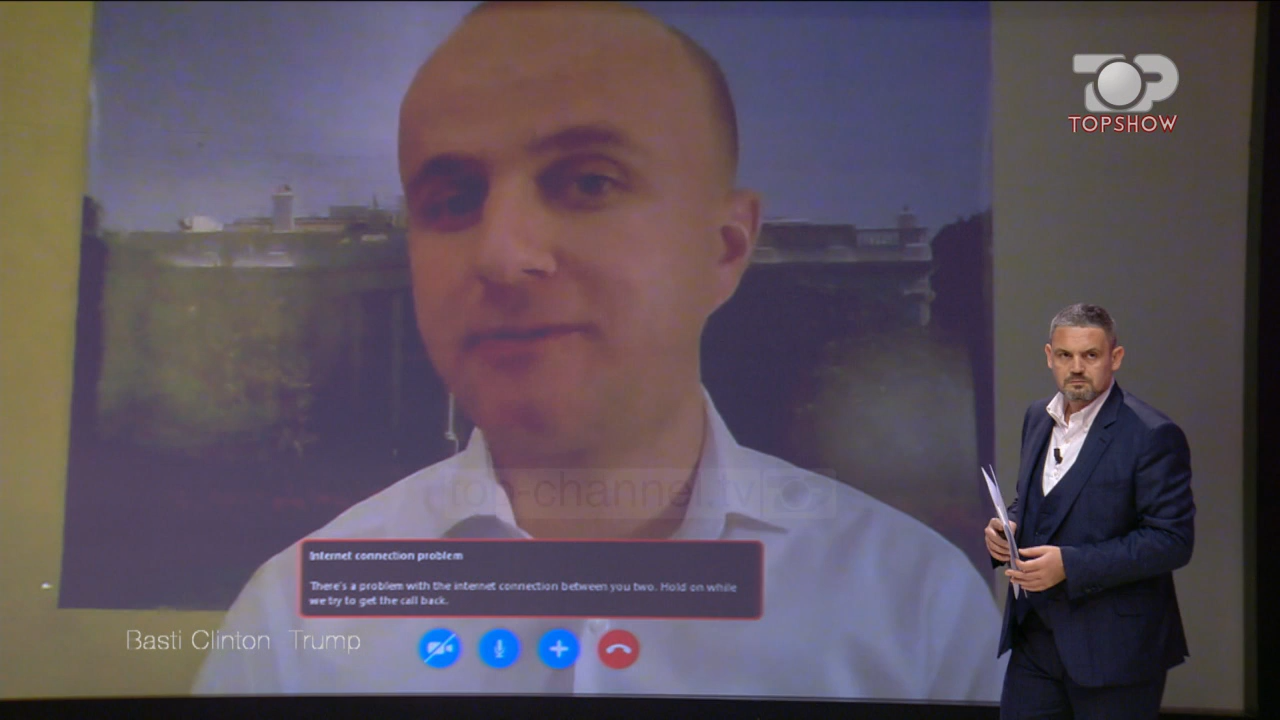 TOP
TOPSHOW
top-channel.tv
Internet connection problem
There's a problem with the internet connection between you two. Hold on while
we try to get the call back.
Basti Clinton Trump